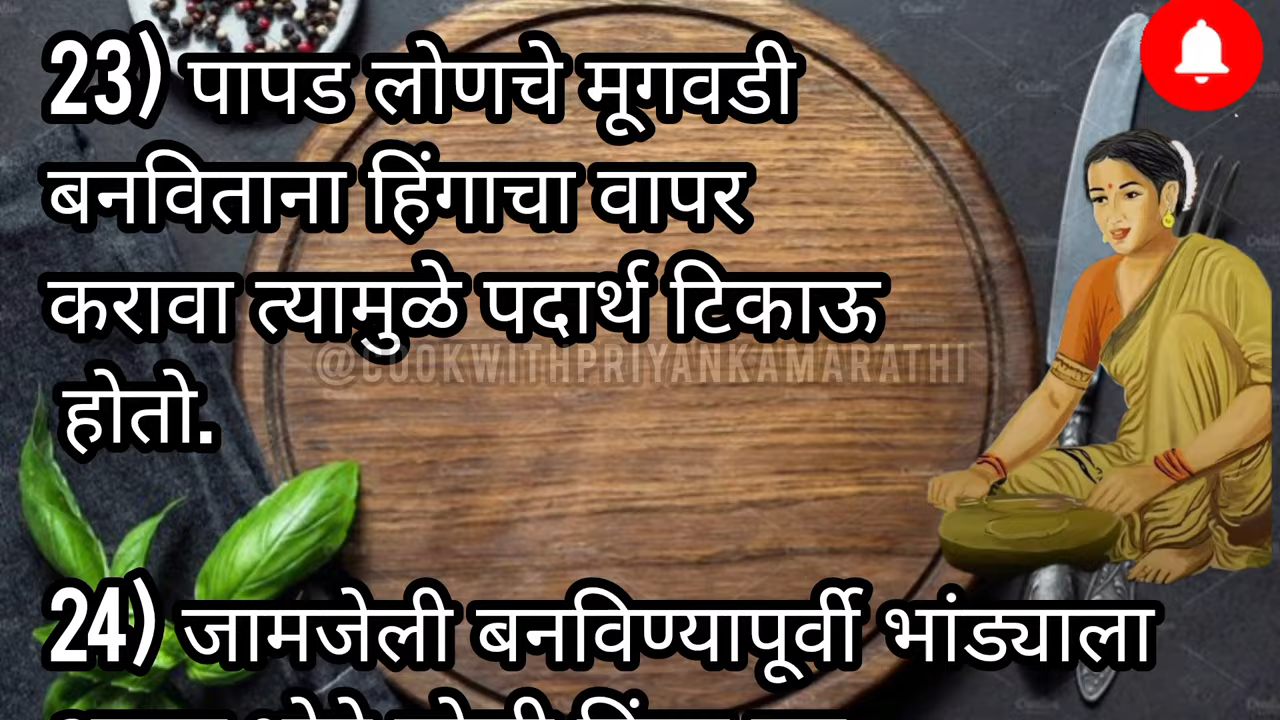 23) पापड लोणचे मूगवडी
बनविताना हिंगाचा वापर
करावा त्यामुळे पदार्थ टिकाऊ
@COOKWITHPRIYANKAMARATHI
होतो.
24) जामजेली बनविण्यापूर्वी भांड्याला